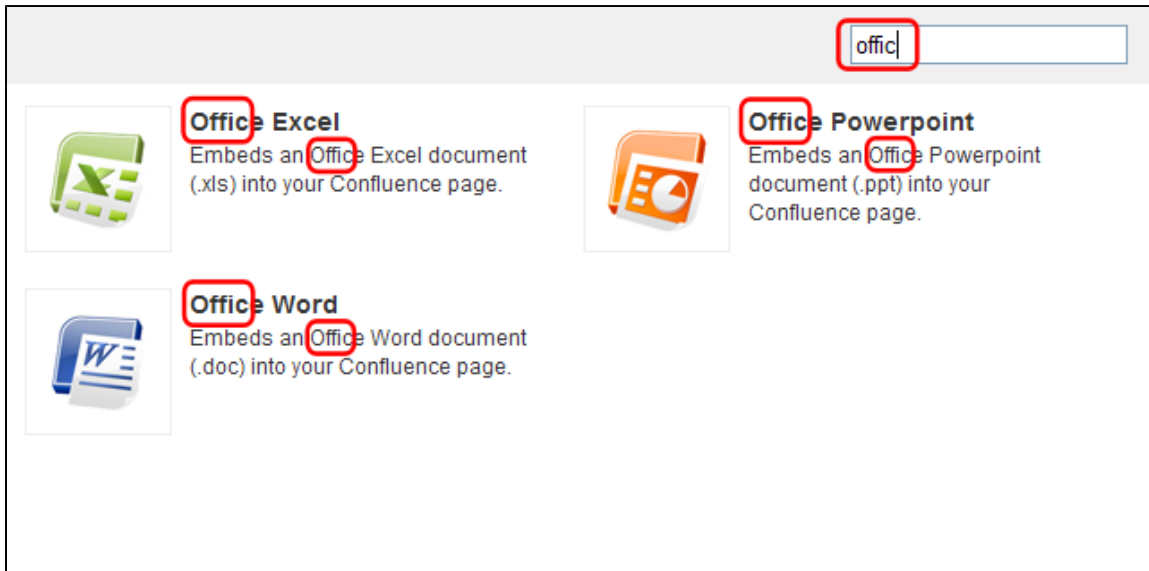 offic
Office Excel
Embeds an Office Excel document
(.xls) into your Confluence page.
Office Powerpoint
Embeds an Office Powerpoint
document (.ppt) into your
Confluence page.
Office Word
Embeds an Office Word document
(.doc) into your Confluence page.